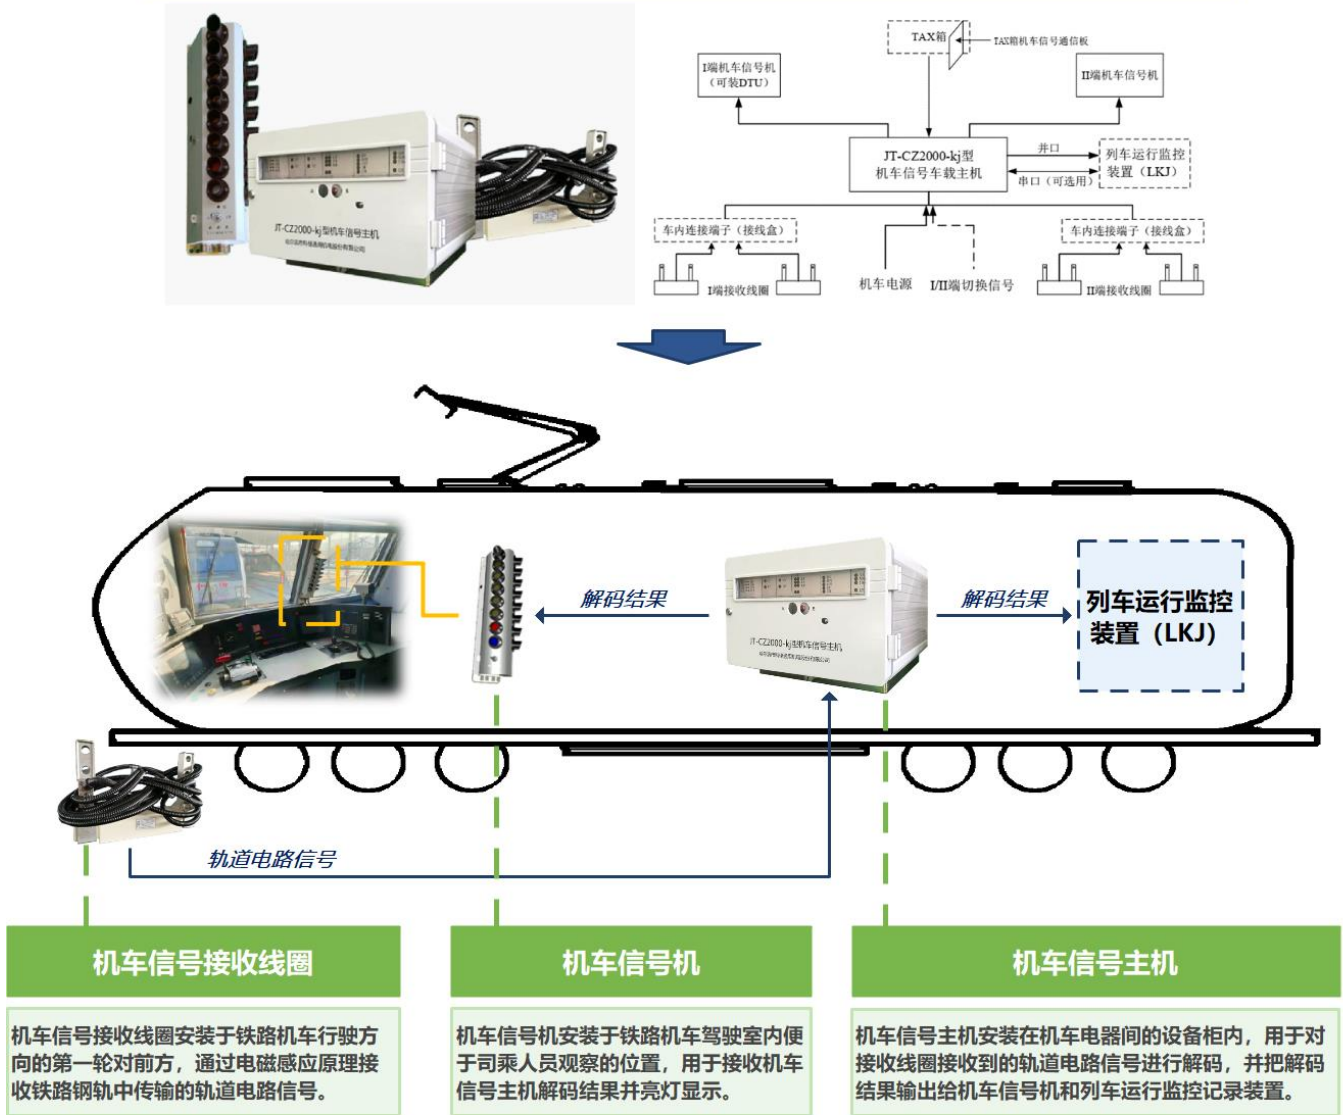 JT-CZ2000-kj型机车信号主机
TAX箱
TAX箱机车信号通信板
I端机车信号机
(可装DTU)
II端机车信号机
JT-CZ2000-kj型
机车信号车载主机
并口
串口（可选用）
列车运行监控
装置（LKJ）
车内连接端子（接线盒）
车内连接端子（接线盒）
I端接收线圈
机车电源
I/II端切换信号
II端接收线圈
解码结果
解码结果
列车运行监控
装置（LKJ）
JT-CZ2000-kj型机车信号主机
轨道电路信号
机车信号接收线圈
机车信号接收线圈安装于铁路机车行驶方
向的第一轮对前方，通过电磁感应原理接
收铁路钢轨中传输的轨道电路信号。
机车信号机
机车信号机安装于铁路机车驾驶室内便
于司乘人员观察的位置，用于接收机车
信号主机解码结果并亮灯显示。
机车信号主机
机车信号主机安装在机车电器间的设备柜内，用于对
接收线圈接收到的轨道电路信号进行解码，并把解码
结果输出给机车信号机和列车运行监控记录装置。